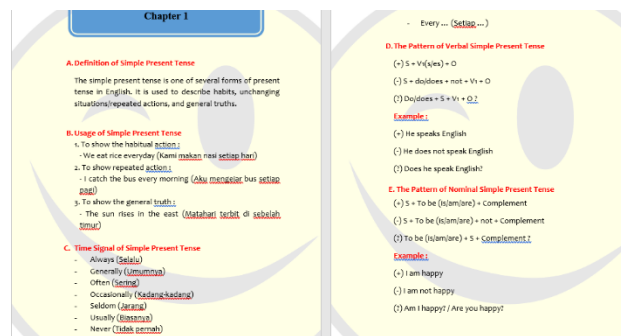 Chapter 1
A. Definition of Simple Present Tense
The simple present tense is one of several forms of present
tense in English. It is used to describe habits, unchanging
situations/repeated actions, and general truths.
B. Usage of Simple Present Tense
1. To show the habitual action :
- We eat rice everyday (Kami makan nasi setiap hari)
2. To show repeated action :
- I catch the bus every morning (Aku mengejar bus setiap
pagi)
3. To show the general truth :
- The sun rises in the east (Matahari terbit di sebelah
timur)
C. Time Signal of Simple Present Tense
- Always (Selalu)
- Generally (Umumnya)
- Often (Sering)
- Occasionally (Kadang-kadang)
- Seldom (Jarang)
- Usually (Biasanya)
- Never (Tidak pernah)
- Every ... (Setiap ...)
D. The Pattern of Verbal Simple Present Tense
(+) S + V1(s/es) + O
(-) S + do/does + not + V1 + O
(?) Do/does + S + V1 + O ?
Example :
(+) He speaks English
(-) He does not speak English
(?) Does he speak English?
E. The Pattern of Nominal Simple Present Tense
(+) S + To be (is/am/are) + Complement
(-) S + To be (is/am/are) + not + Complement
(?) To be (is/am/are) + S + Complement ?
Example :
(+) I am happy
(-) I am not happy
(?) Am I happy? / Are you happy?